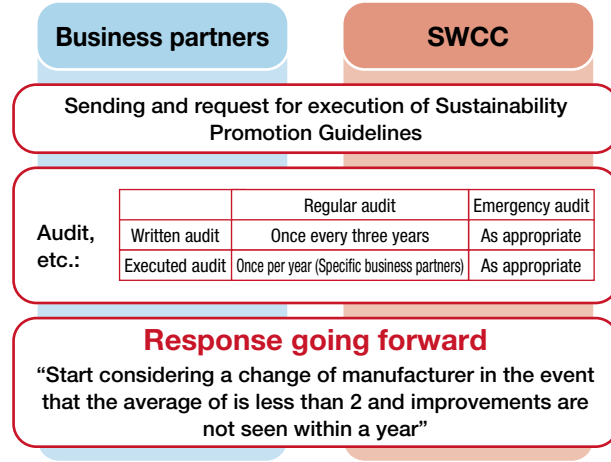 Business partners SWCC
Sending and request for execution of Sustainability
Promotion Guidelines
Audit,
etc.:
Regular audit Emergency audit
Written audit Once every three years As appropriate
Executed audit Once per year (Specific business partners) As appropriate
Response going forward
“Start considering a change of manufacturer in the event
that the average of is less than 2 and improvements are
not seen within a year”